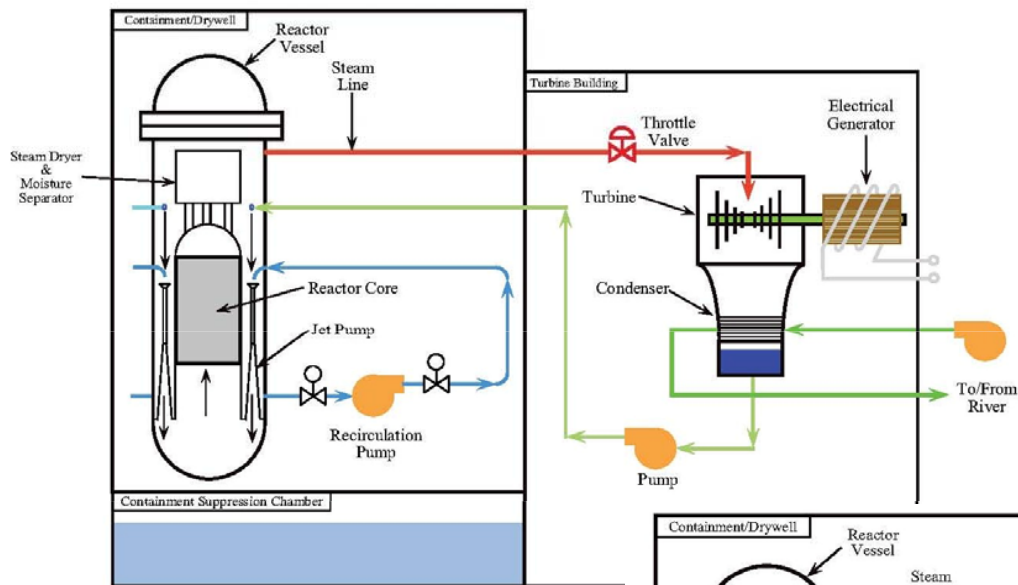 Containment/Drywell
Reactor
Vessel
Steam
Line
Turbine Building
Throttle
Valve
Electrical
Generator
Steam Dryer
&
Moisture
Separator
Turbine
Condenser
Reactor Core
Jet Pump
To/From
River
Recirculation
Pump
Pump
Containment Suppression Chamber
Containment/Drywell
Reactor
Vessel
Steam